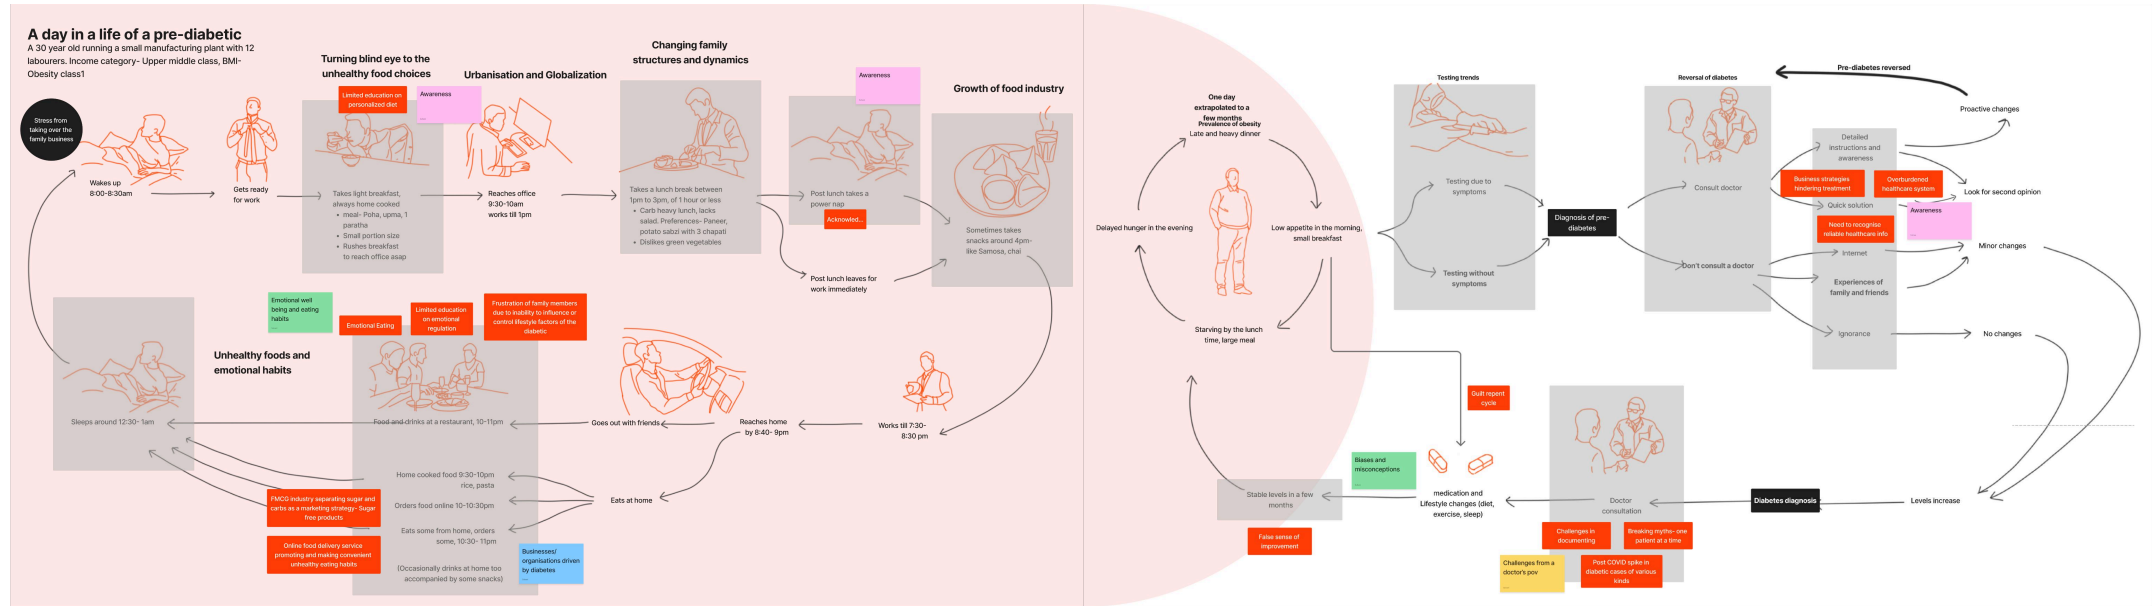 A day in a life of a pre-diabetic
A 30 year old running a small manufacturing plant with 12
labourers. Income category- Upper middle class, BMI-
Obesity class1
Stress from
taking over the
family business
Wakes up
8:00-8:30am
Gets ready
for work
Turning blind eye to the
unhealthy food choices
Limited education on
personalized diet
Awareness
Takes light breakfast,
always home cooked
• meal- Poha, upma, 1
paratha
• Small portion size
• Rushes breakfast
to reach office asap
Urbanisation and Globalization
Reaches office
9:30-10am
works till 1pm
Changing family
structures and dynamics
Takes a lunch break between
1pm to 3pm, of 1 hour or less
• Carb heavy lunch, lacks
salad. Preferences- Paneer,
potato sabzi with 3 chapati
• Dislikes green vegetables
Awareness
Post lunch takes a
power nap
Acknowled...
Post lunch leaves for
work immediately
Growth of food industry
Sometimes takes
snacks around 4pm-
like Samosa, chai
Works till 7:30-
8:30 pm
Reaches home
by 8:40- 9pm
Goes out with friends
Eats at home
Emotional well
being and eating
habits
Emotional Eating
Limited education
on emotional
regulation
Frustration of family members
due to inability to influence or
control lifestyle factors of the
diabetic
Unhealthy foods and
emotional habits
Food and drinks at a restaurant, 10-11pm
Home cooked food 9:30-10pm
rice, pasta
Orders food online 10-10:30pm
Eats some from home, orders
some, 10:30- 11pm
(Occasionally drinks at home too
accompanied by some snacks)
FMCG industry separating sugar and
carbs as a marketing strategy- Sugar
free products
Online food delivery service
promoting and making convenient
unhealthy eating habits
Businesses/
organisations driven
by diabetes
Sleeps around 12:30- 1am
One day
extrapolated to a
few months
Prevalence of obesity
Late and heavy dinner
Low appetite in the morning,
small breakfast
Starving by the lunch
time, large meal
Delayed hunger in the evening
Testing trends
Testing due to
symptoms
Testing without
symptoms
Diagnosis of pre-
diabetes
Reversal of diabetes
Consult doctor
Don't consult a doctor
Detailed
instructions and
awareness
Business strategies
hindering treatment
Overburdened
healthcare system
Quick solution
Need to recognise
reliable healthcare info
Awareness
Internet
Experiences of
family and friends
Ignorance
Pre-diabetes reversed
Proactive changes
Look for second opinion
Minor changes
No changes
Levels increase
Diabetes diagnosis
Doctor
consultation
Challenges in
documenting
Breaking myths- one
patient at a time
Challenges from a
doctor's pov
Post COVID spike in
diabetic cases of various
kinds
Guilt repent
cycle
Biases and
misconceptions
medication and
Lifestyle changes (diet,
exercise, sleep)
Stable levels in a few
months
False sense of
improvement